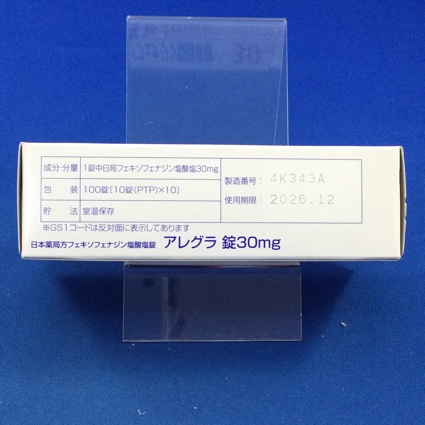 成分・分量 1錠中日局フェキソフェナジン塩酸塩30mg
包 装 100錠〔10錠(PTP)×10〕
貯 法 室温保存
製造番号: 4K343A
使用期限: 2026.12
※GS1コードは反対面に表示してあります
日本薬局方フェキソフェナジン塩酸塩錠 アレグラ 錠30mg